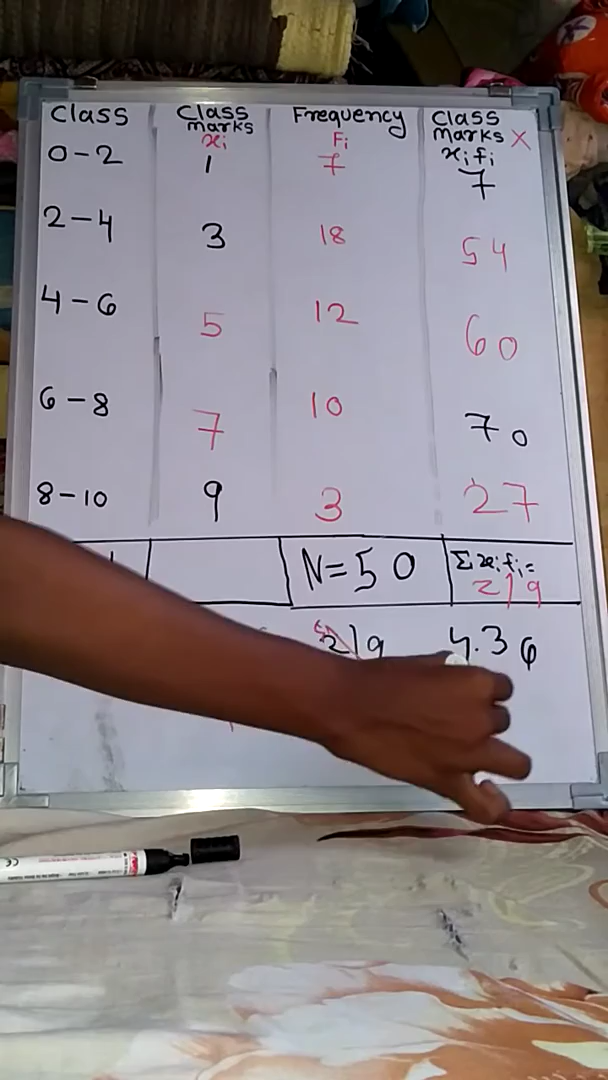 Class Class marks xi Frequency Fi Class marks X xifi
0-2 1 7 7
2-4 3 18 54
4-6 5 12 60
6-8 7 10 70
8-10 9 3 27
N=50 Σxifi= 219
219 4.36